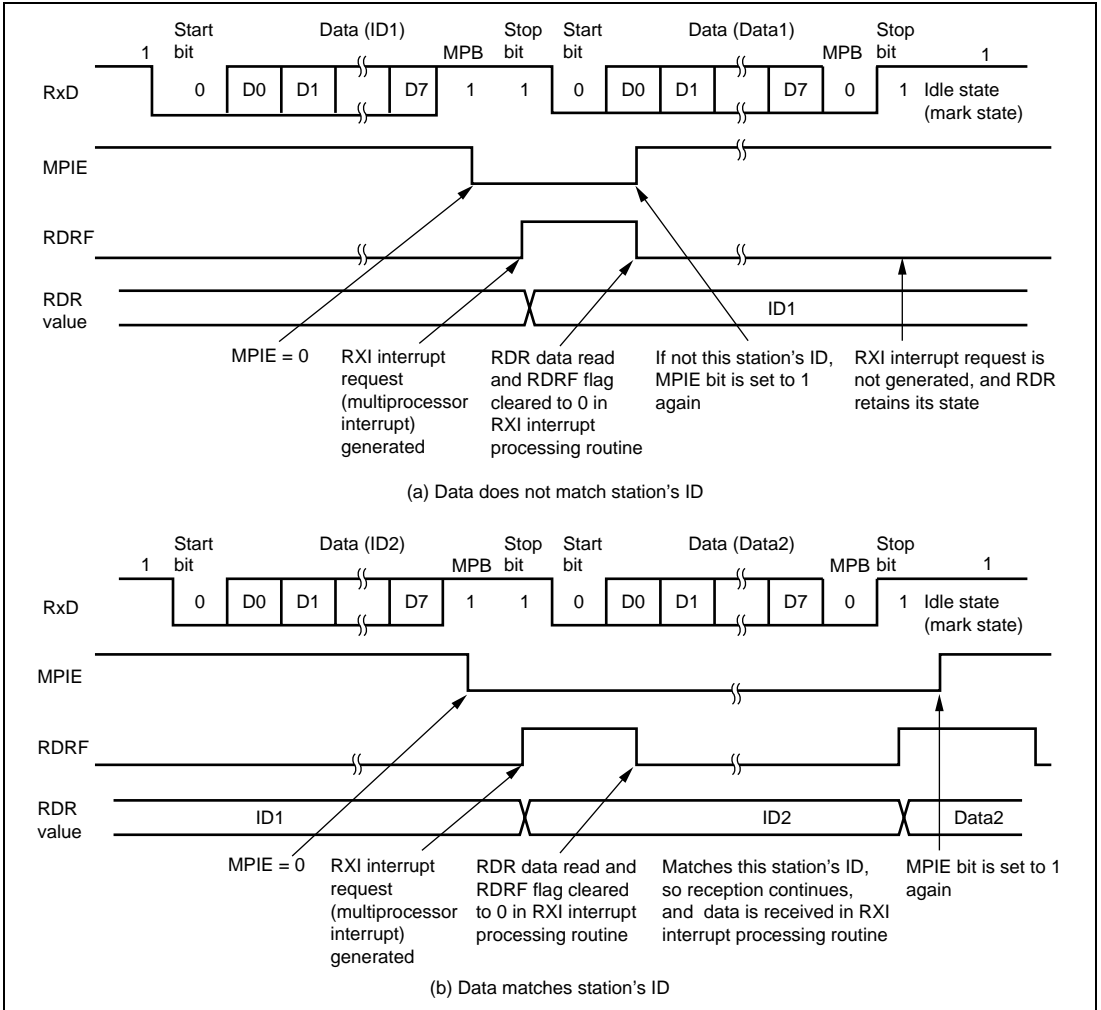 Start Data (ID1) Stop Start Data (Data1) Stop
1 bit MPB bit bit MPB bit 1
RxD 0 D0 D1 D7 1 1 0 D0 D1 D7 0 1 Idle state
(mark state)
MPIE
RDRF
RDR
value
ID1
MPIE = 0
RXI interrupt
request
(multiprocessor
interrupt)
generated
RDR data read
and RDRF flag
cleared to 0 in
RXI interrupt
processing routine
If not this station's ID,
MPIE bit is set to 1
again
RXI interrupt request is
not generated, and RDR
retains its state
(a) Data does not match station's ID
Start Data (ID2) Stop Start Data (Data2) Stop
1 bit MPB bit bit MPB bit 1
RxD 0 D0 D1 D7 1 1 0 D0 D1 D7 0 1 Idle state
(mark state)
MPIE
RDRF
RDR
value
ID1 ID2 Data2
MPIE = 0
RXI interrupt
request
(multiprocessor
interrupt)
generated
RDR data read and
RDRF flag cleared
to 0 in RXI interrupt
processing routine
Matches this station's ID,
so reception continues,
and data is received in RXI
interrupt processing routine
MPIE bit is set to 1
again
(b) Data matches station's ID